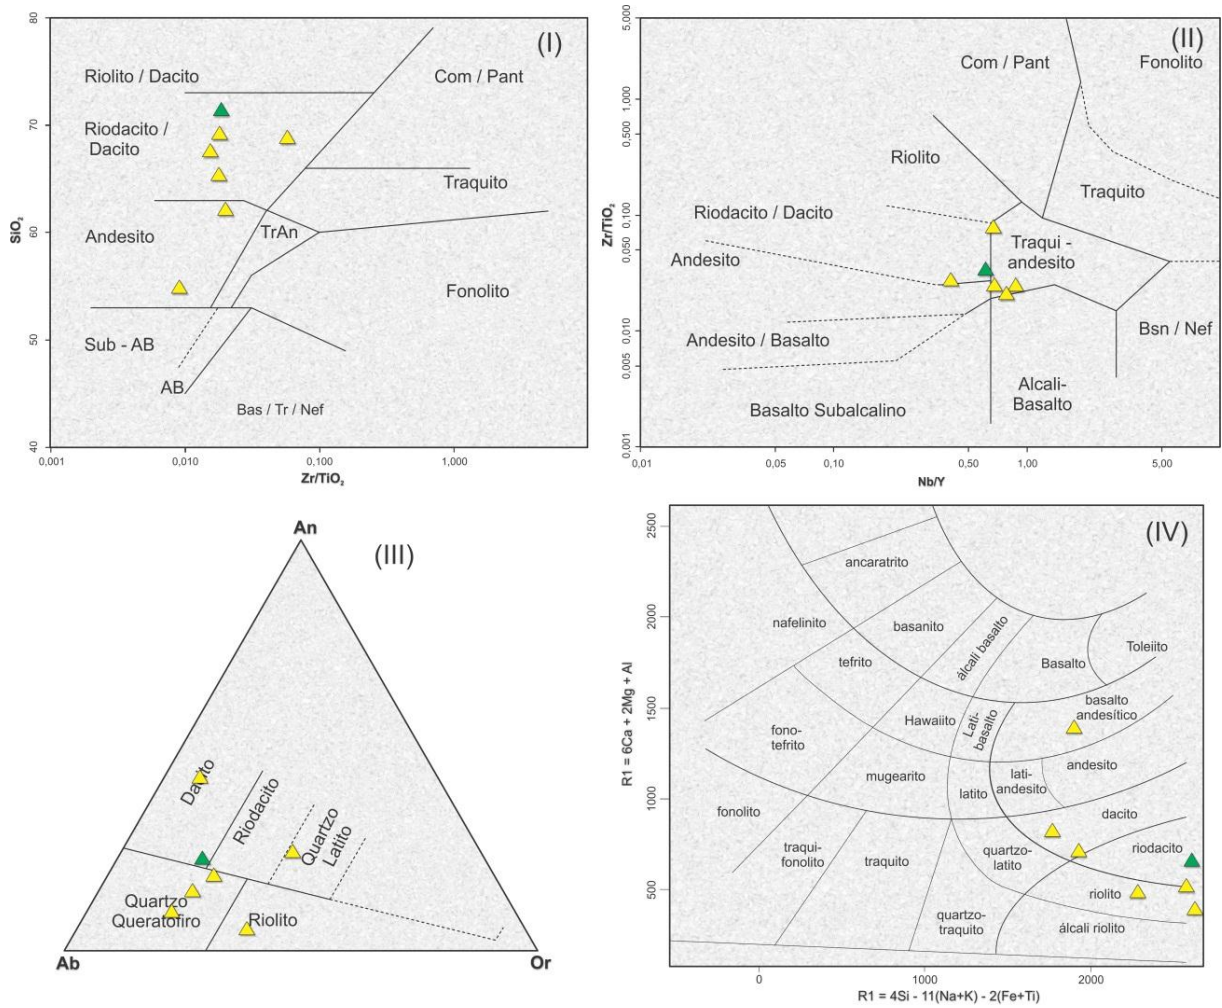 (I)
80
70
60
50
40
SiO₂
Riolito / Dacito
Com / Pant
Riodacito /
Dacito
Traquito
Andesito
TrAn
Fonolito
Sub - AB
AB
Bas / Tr / Nef
0,001
0,010
0,100
1,000
Zr/TiO₂
(II)
5,000
1,000
0,500
0,100
0,050
0,010
0,005
0,001
Zr/TiO₂
Com / Pant
Fonolito
Riolito
Traquito
Riodacito / Dacito
Traqui -
andesito
Andesito
Bsn / Nef
Andesito / Basalto
Alcali-
Basalto
Basalto Subalcalino
0,01
0,05
0,10
0,50
1,00
5,00
Nb/Y
(III)
An
Dacito
Riodacito
Quartzo
Latito
Quartzo
Queratofiro
Riolito
Ab
Or
(IV)
2500
2000
1500
1000
500
R1 = 6Ca + 2Mg + Al
ancaratrito
nafelinito
basanito
álcali basalto
Toleiito
tefrito
Basalto
basalto
andesítico
Hawaiito
Lati-
basalto
fono-
tefrito
andesito
mugearito
lati-
andesito
latito
fonolito
dacito
traqui-
fonolito
traquito
quartzo-
latito
riodacito
riolito
quartzo-
traquito
álcali riolito
0
1000
2000
R1 = 4Si - 11(Na+K) - 2(Fe+Ti)